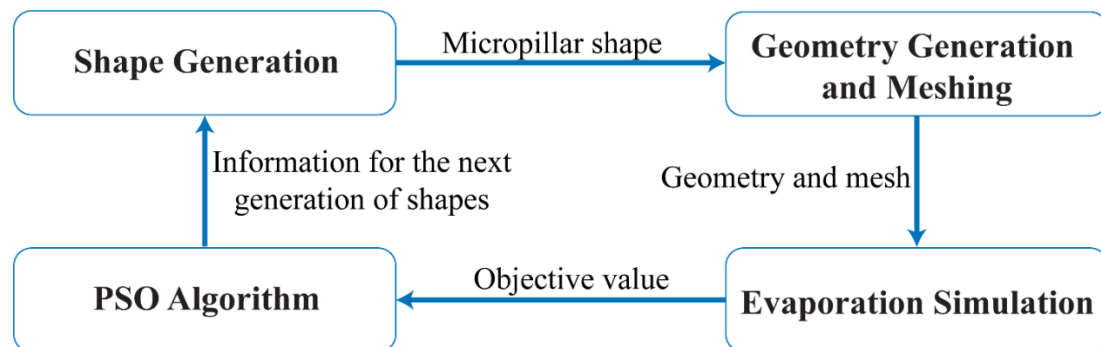 Shape Generation
Micropillar shape
Geometry Generation
and Meshing
Information for the next
generation of shapes
Geometry and mesh
PSO Algorithm
Objective value
Evaporation Simulation